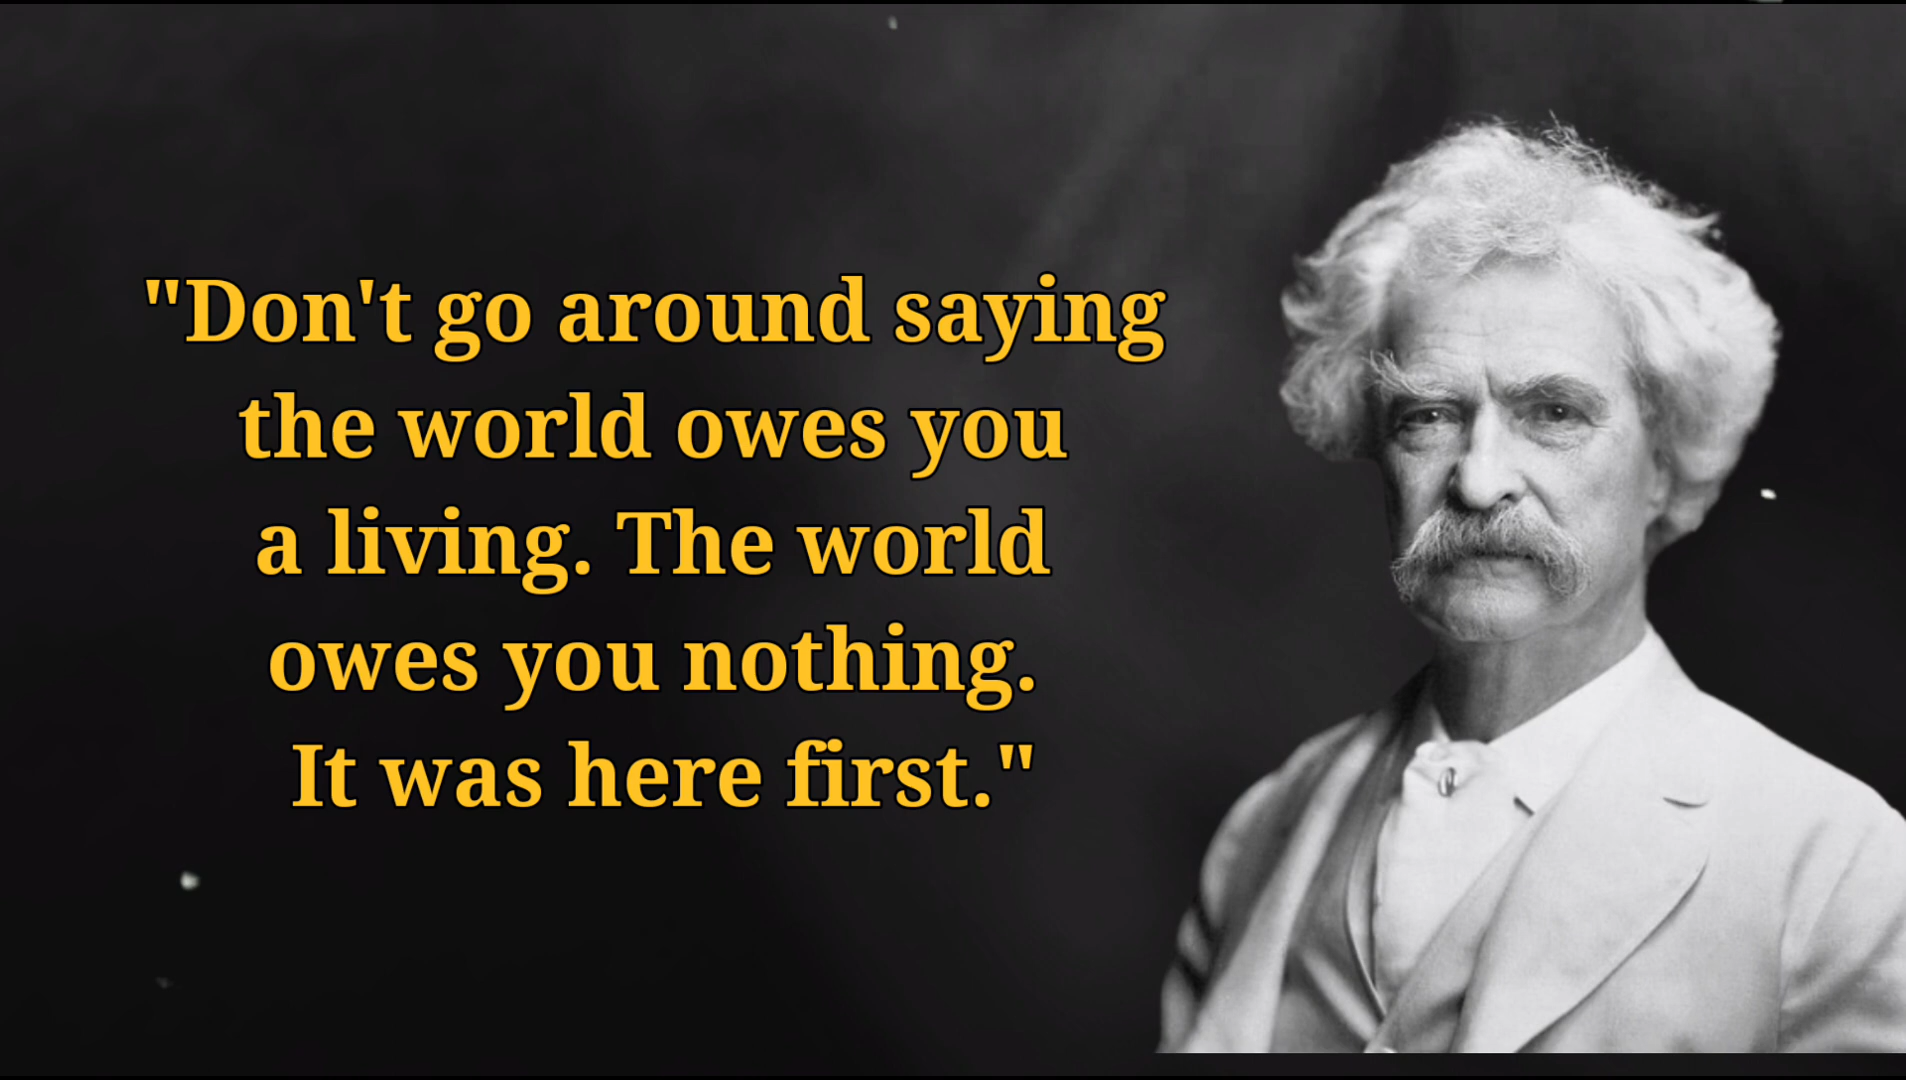 "Don't go around saying
the world owes you
a living. The world
owes you nothing.
It was here first."